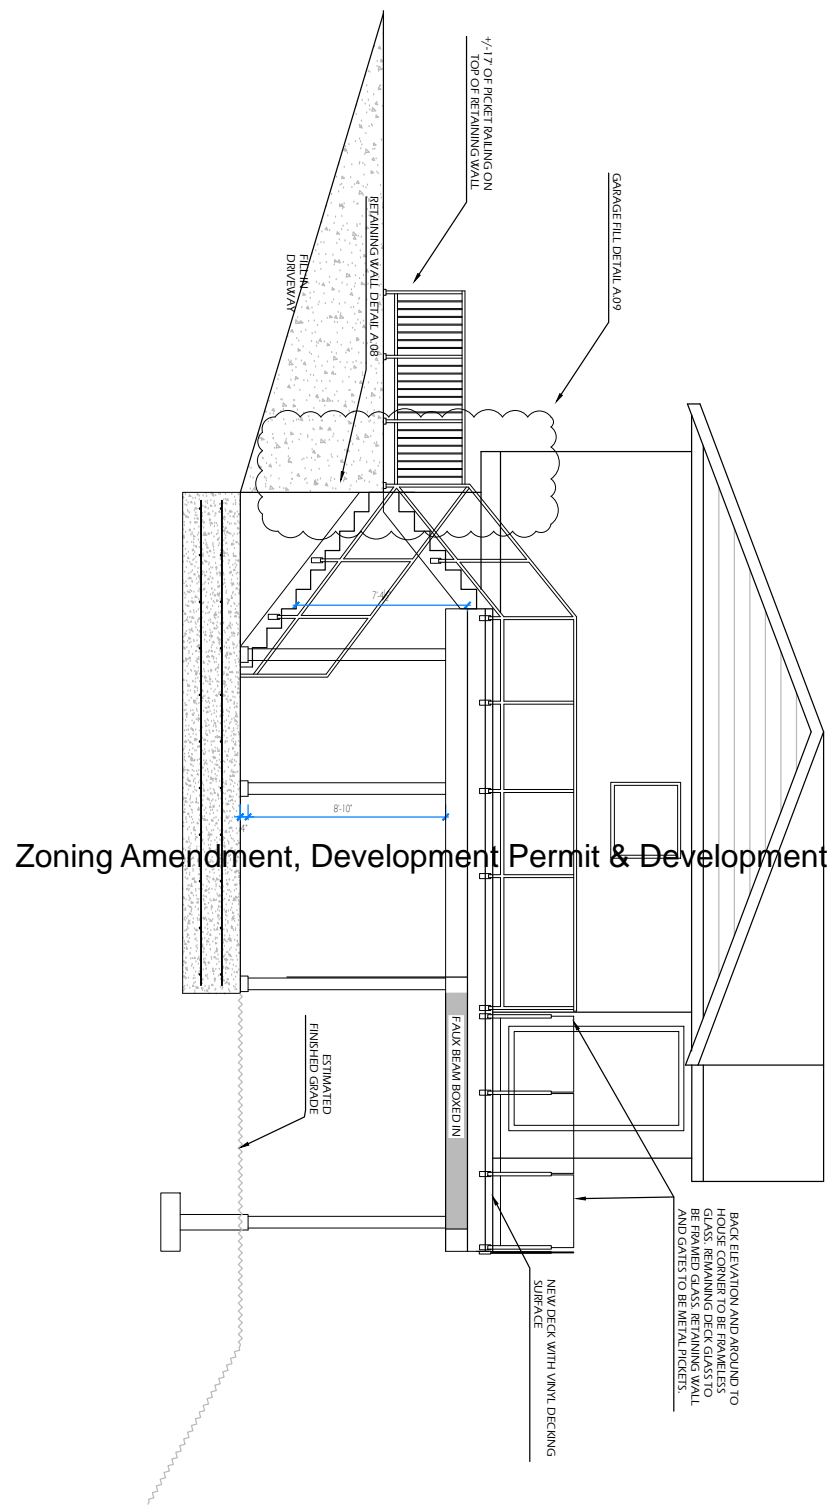 +/-17' OF PICKET RAILING ON
TOP OF RETAINING WALL
GARAGE FILL DETAIL A.09
RETAINING WALL DETAIL A.08
FILL IN
DRIVEWAY
8'-10"
4"
Zoning Amendment, Development Permit & Development
FAUX BEAM BOXED IN
ESTIMATED
FINISHED GRADE
BACK ELEVATION AND AROUND TO
HOUSE CORNER TO BE FRAMELESS
GLASS. REMAINING DECK GLASS TO
BE FRAMED GLASS. RETAINING WALL
AND GATES TO BE METAL PICKETS.
NEW DECK WITH VINYL DECKING
SURFACE